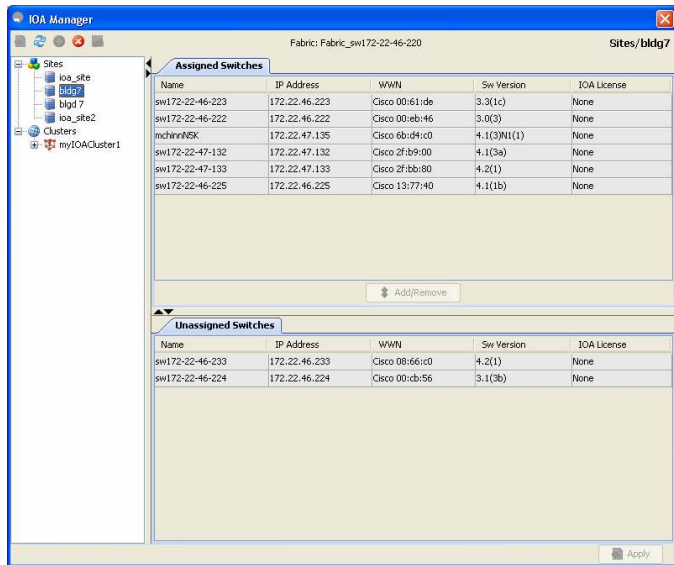 IOA Manager
Fabric: Fabric_sw172-22-46-220 Sites/bldg7
Sites
ioa_site
bldg7
blgd 7
ioa_site2
Clusters
myIOACluster1
Assigned Switches
Name IP Address WWN Sw Version IOA License
sw172-22-46-223 172.22.46.223 Cisco 00:61:de 3.3(1c) None
sw172-22-46-222 172.22.46.222 Cisco 00:eb:46 3.0(3) None
mchinnN5K 172.22.47.135 Cisco 6b:d4:c0 4.1(3)N1(1) None
sw172-22-47-132 172.22.47.132 Cisco 2f:b9:00 4.1(3a) None
sw172-22-47-133 172.22.47.133 Cisco 2f:bb:80 4.2(1) None
sw172-22-46-225 172.22.46.225 Cisco 13:77:40 4.1(1b) None
Add/Remove
Unassigned Switches
Name IP Address WWN Sw Version IOA License
sw172-22-46-233 172.22.46.233 Cisco 08:66:c0 4.2(1) None
sw172-22-46-224 172.22.46.224 Cisco 00:cb:56 3.1(3b) None
Apply